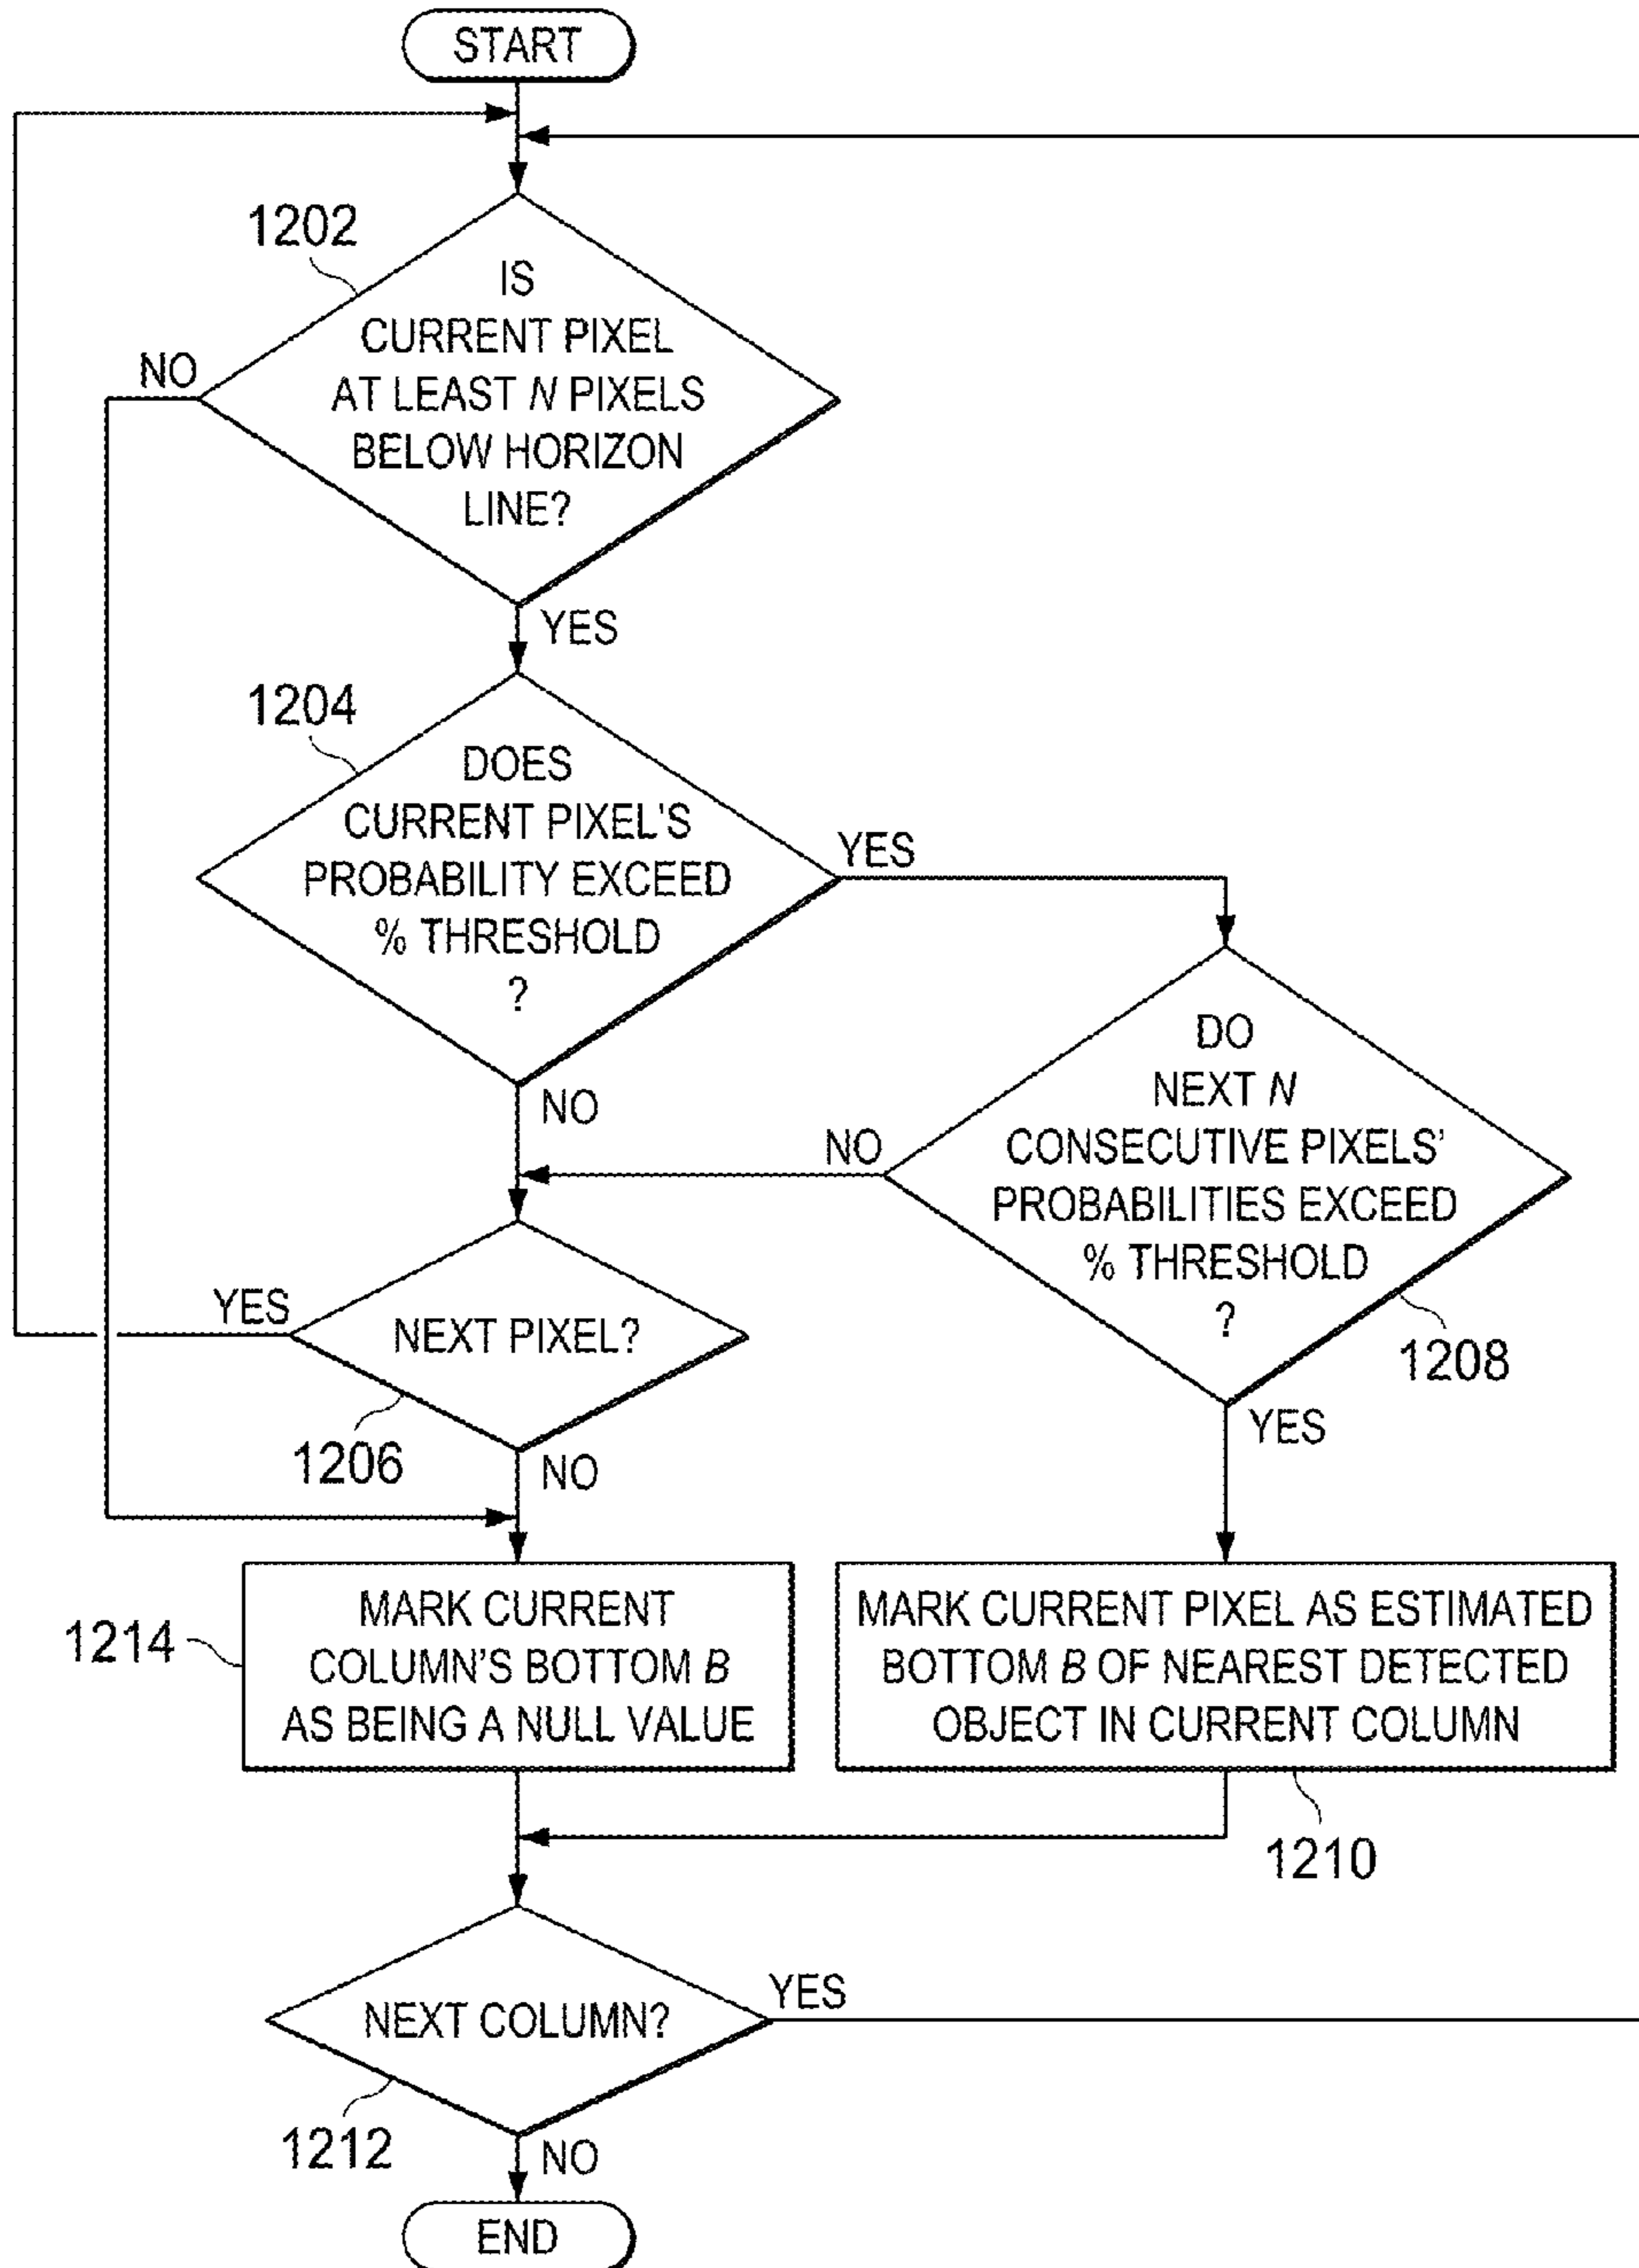 START
1202
IS
CURRENT PIXEL
AT LEAST N PIXELS
BELOW HORIZON
LINE?
NO
YES
1204
DOES
CURRENT PIXEL'S
PROBABILITY EXCEED
% THRESHOLD
?
YES
NO
DO
NEXT N
CONSECUTIVE PIXELS'
PROBABILITIES EXCEED
% THRESHOLD
?
NO
1208
YES
NEXT PIXEL?
YES
1206
NO
1214
MARK CURRENT
COLUMN'S BOTTOM B
AS BEING A NULL VALUE
MARK CURRENT PIXEL AS ESTIMATED
BOTTOM B OF NEAREST DETECTED
OBJECT IN CURRENT COLUMN
1210
NEXT COLUMN?
YES
1212
NO
END